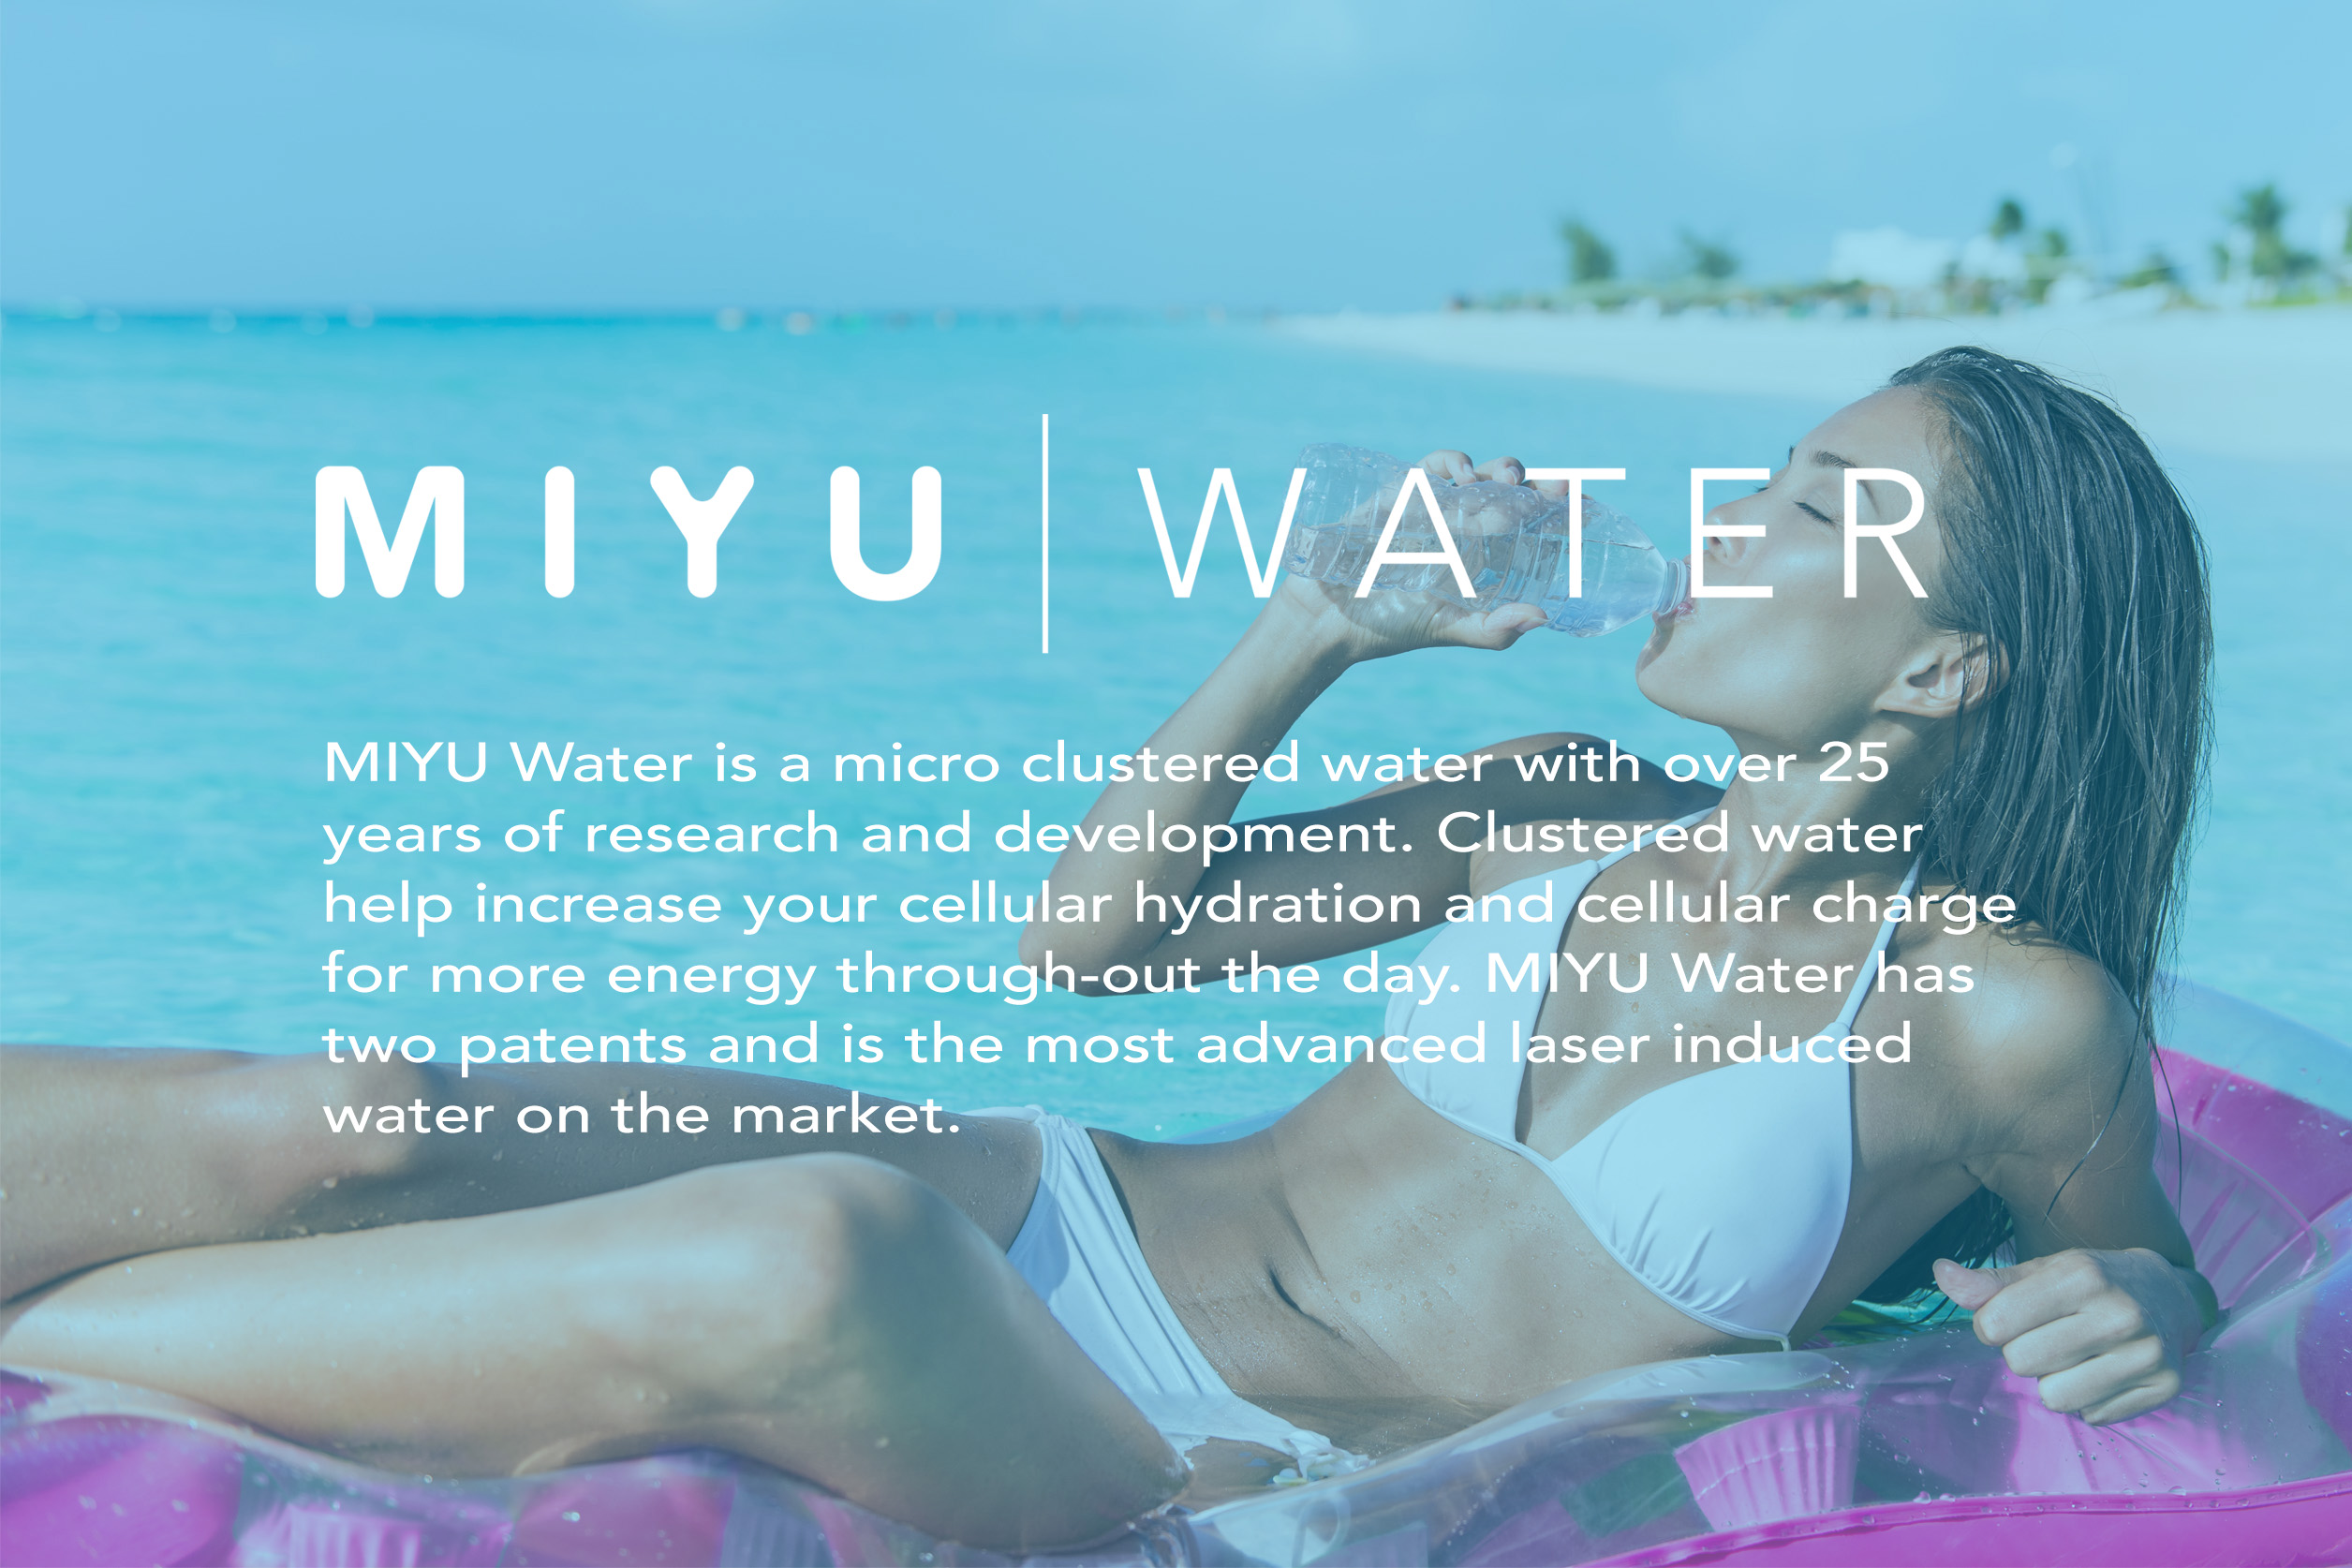 MIYU | WATER
MIYU Water is a micro clustered water with over 25
years of research and development. Clustered water
help increase your cellular hydration and cellular charge
for more energy through-out the day. MIYU Water has
two patents and is the most advanced laser induced
water on the market.